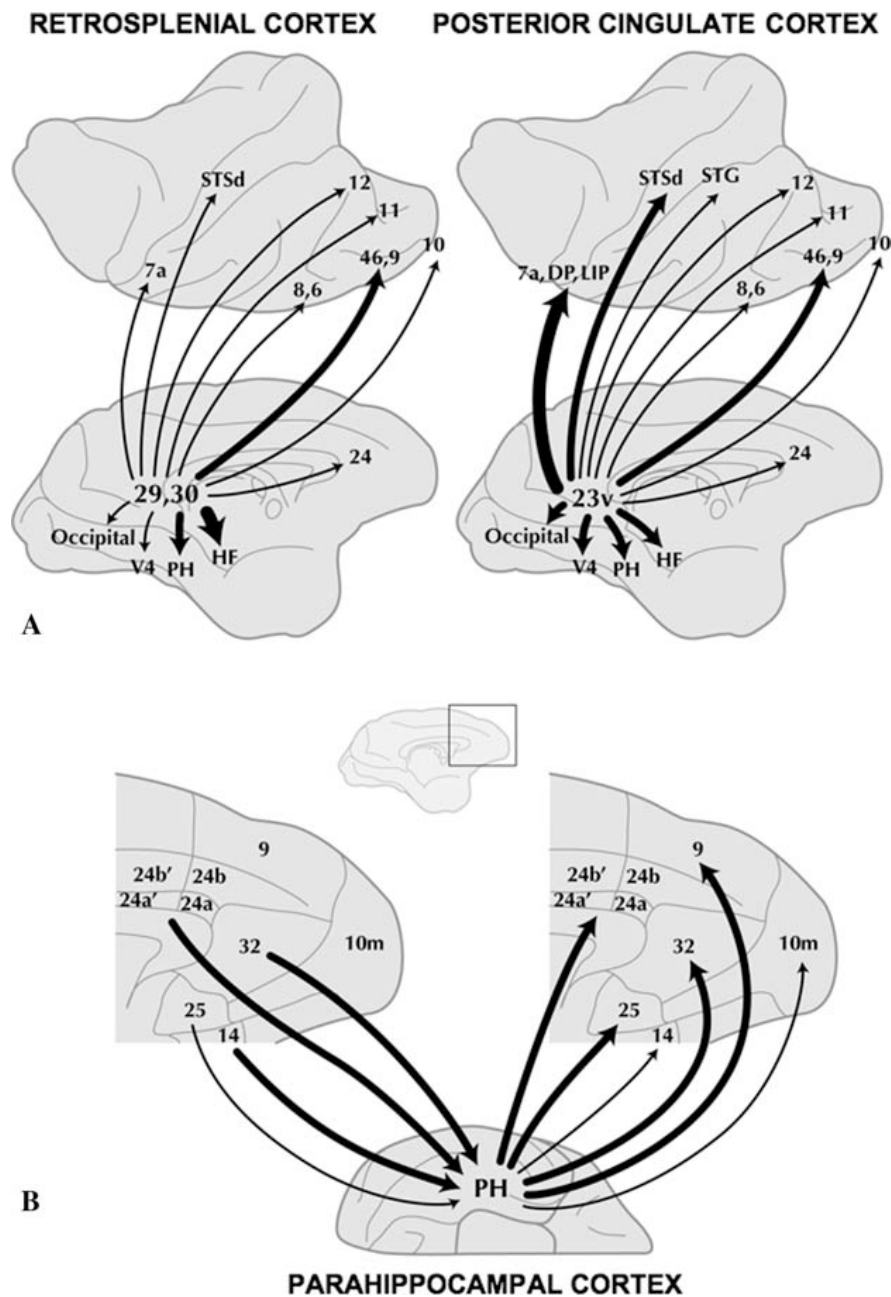 RETROSPLENIAL CORTEX
POSTERIOR CINGULATE CORTEX
STSd
12
11
10
46,9
7a
8,6
24
29,30
Occipital
V4
PH
HF
STSd
STG
12
11
10
46,9
7a, DP, LIP
8,6
24
23v
Occipital
V4
PH
HF
A
9
24b′
24b
24a′
24a
32
10m
25
14
9
24b′
24b
24a′
24a
32
10m
25
14
PH
B
PARAHIPPOCAMPAL CORTEX